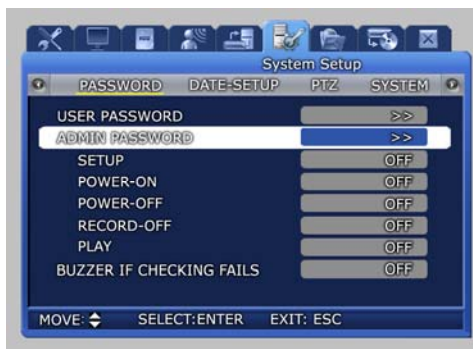 System Setup
PASSWORD DATE-SETUP PTZ SYSTEM
USER PASSWORD >>
ADMIN PASSWORD >>
SETUP OFF
POWER-ON OFF
POWER-OFF OFF
RECORD-OFF OFF
PLAY OFF
BUZZER IF CHECKING FAILS OFF
MOVE: SELECT:ENTER EXIT: ESC